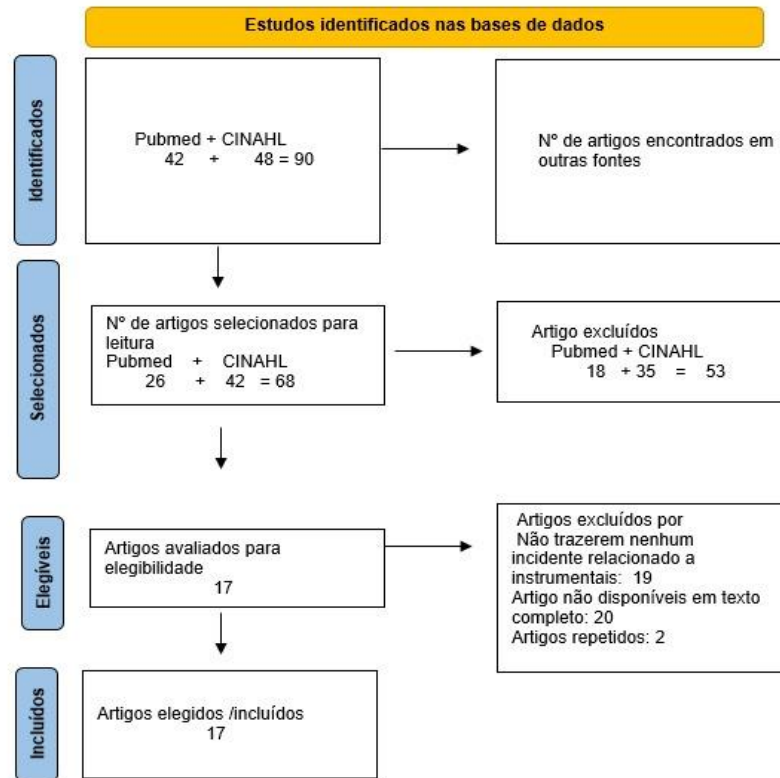 Estudos identificados nas bases de dados
Identificados
Pubmed + CINAHL
42 + 48 = 90
Nº de artigos encontrados em
outras fontes
Selecionados
Nº de artigos selecionados para
leitura
Pubmed + CINAHL
26 + 42 = 68
Artigo excluídos
Pubmed + CINAHL
18 + 35 = 53
Elegíveis
Artigos avaliados para
elegibilidade
17
Artigos excluídos por
Não trazerem nenhum
incidente relacionado a
instrumentais: 19
Artigo não disponíveis em texto
completo: 20
Artigos repetidos: 2
Incluídos
Artigos elegidos /incluídos
17